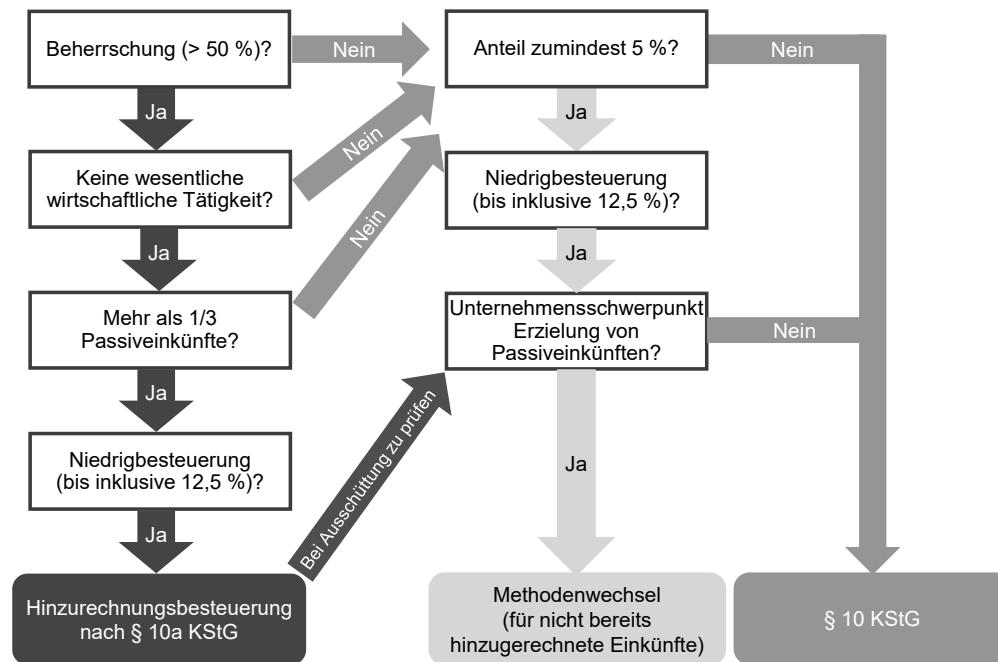 Beherrschung (> 50 %)?
Nein
Anteil zumindest 5 %?
Nein
Ja
Ja
Nein
Keine wesentliche
wirtschaftliche Tätigkeit?
Niedrigbesteuerung
(bis inklusive 12,5 %)?
Nein
Ja
Ja
Mehr als 1/3
Passiveinkünfte?
Unternehmensschwerpunkt
Erzielung von
Passiveinkünften?
Nein
Ja
Bei Ausschüttung zu prüfen
Niedrigbesteuerung
(bis inklusive 12,5 %)?
Ja
Ja
Hinzurechnungsbesteuerung
nach § 10a KStG
Methodenwechsel
(für nicht bereits
hinzugerechnete Einkünfte)
§ 10 KStG